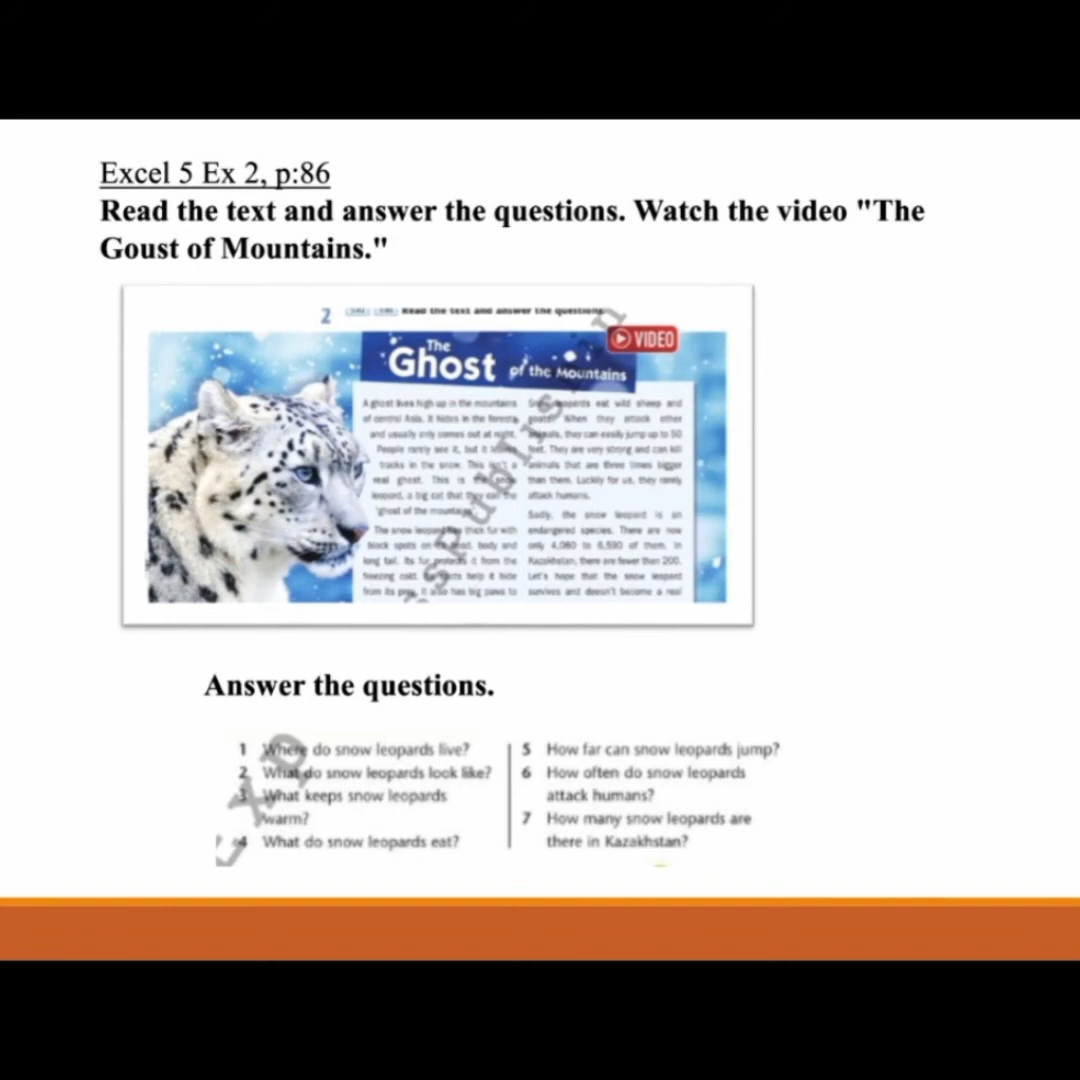 Excel 5 Ex 2, p:86
Read the text and answer the questions. Watch the video "The
Goust of Mountains."
2 Read the text and answer the questions.
VIDEO
The
Ghost of the Mountains
A ghost lives high up in the mountains
of central Asia. It hides in the forests
and usually only comes out at night.
People rarely see it, but it leaves
tracks in the snow. This isn't a
real ghost. This is the snow
leopard, a big cat that they call the
'ghost of the mountains'.
The snow leopard has thick fur with
black spots on its head, body and
long tail. Its fur protects it from the
freezing cold. Its spots help it hide
from its prey. It also has big paws to
Snow leopards eat wild sheep and
goats. When they attack other
animals, they can easily jump up to 50
feet. They are very strong and can kill
animals that are three times bigger
than them. Luckily for us, they rarely
attack humans.
Sadly, the snow leopard is an
endangered species. There are now
only 4,080 to 6,590 of them. In
Kazakhstan, there are fewer than 200.
Let's hope that the snow leopard
survives and doesn't become a real
Answer the questions.
1 Where do snow leopards live?
2 What do snow leopards look like?
3 What keeps snow leopards
warm?
4 What do snow leopards eat?
5 How far can snow leopards jump?
6 How often do snow leopards
attack humans?
7 How many snow leopards are
there in Kazakhstan?